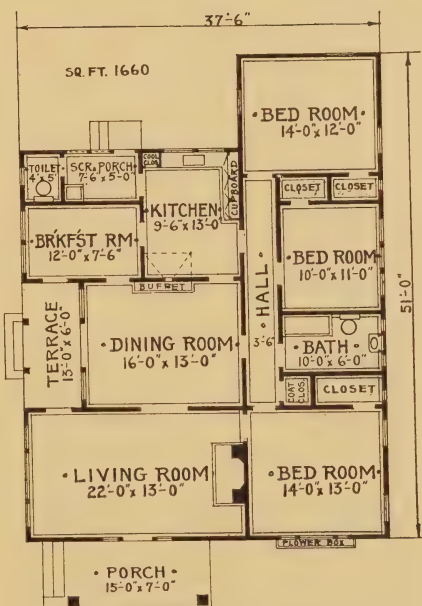 37'-6"
SQ. FT. 1660
BED ROOM
14'-0" x 12'-0"
TOILET
4' x 5'
SCR. PORCH
7'-6 x 5'-0
COOL
CLOS.
CUPBOARD
CLOSET
CLOSET
KITCHEN
9'-6" x 13'-0"
BR'KF'ST RM
12'-0" x 7'-6"
BED ROOM
10'-0" x 11'-0"
51'-0"
HALL
3'-6"
BUFFET
TERRACE
13'-0" x 6'-0"
DINING ROOM
16'-0" x 13'-0"
BATH
10'-0" x 6'-0"
COAT
CLOS.
CLOSET
LIVING ROOM
22'-0" x 13'-0"
BED ROOM
14'-0" x 13'-0"
FLOWER BOX
PORCH
15'-0" x 7'-0"